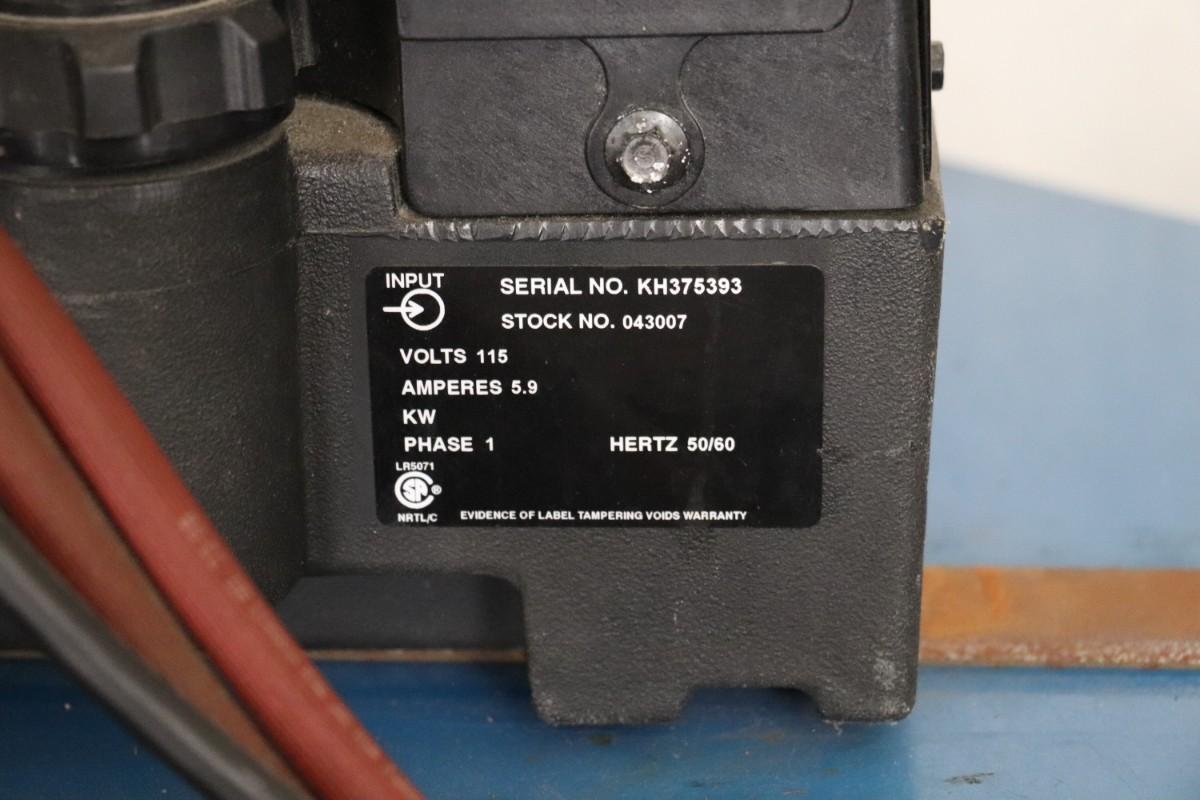 INPUT
SERIAL NO. KH375393
STOCK NO. 043007
VOLTS 115
AMPERES 5.9
KW
PHASE 1 HERTZ 50/60
LR5071
SA ®
NRTL/C
EVIDENCE OF LABEL TAMPERING VOIDS WARRANTY